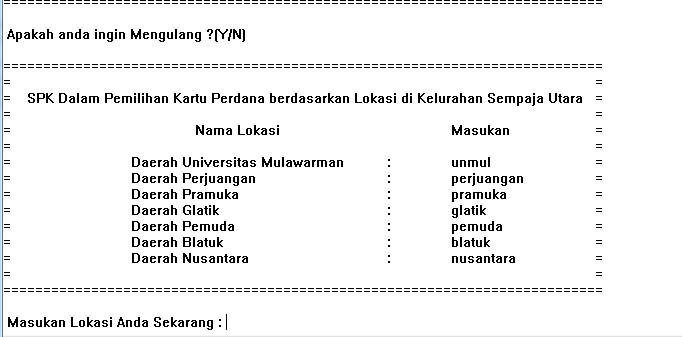 ===========================================================================
Apakah anda ingin Mengulang ?(Y/N)
===========================================================================
= =
= SPK Dalam Pemilihan Kartu Perdana berdasarkan Lokasi di Kelurahan Sempaja Utara =
= =
= Nama Lokasi Masukan =
= =
= Daerah Universitas Mulawarman : unmul =
= Daerah Perjuangan : perjuangan =
= Daerah Pramuka : pramuka =
= Daerah Glatik : glatik =
= Daerah Pemuda : pemuda =
= Daerah Blatuk : blatuk =
= Daerah Nusantara : nusantara =
= =
===========================================================================
Masukan Lokasi Anda Sekarang :